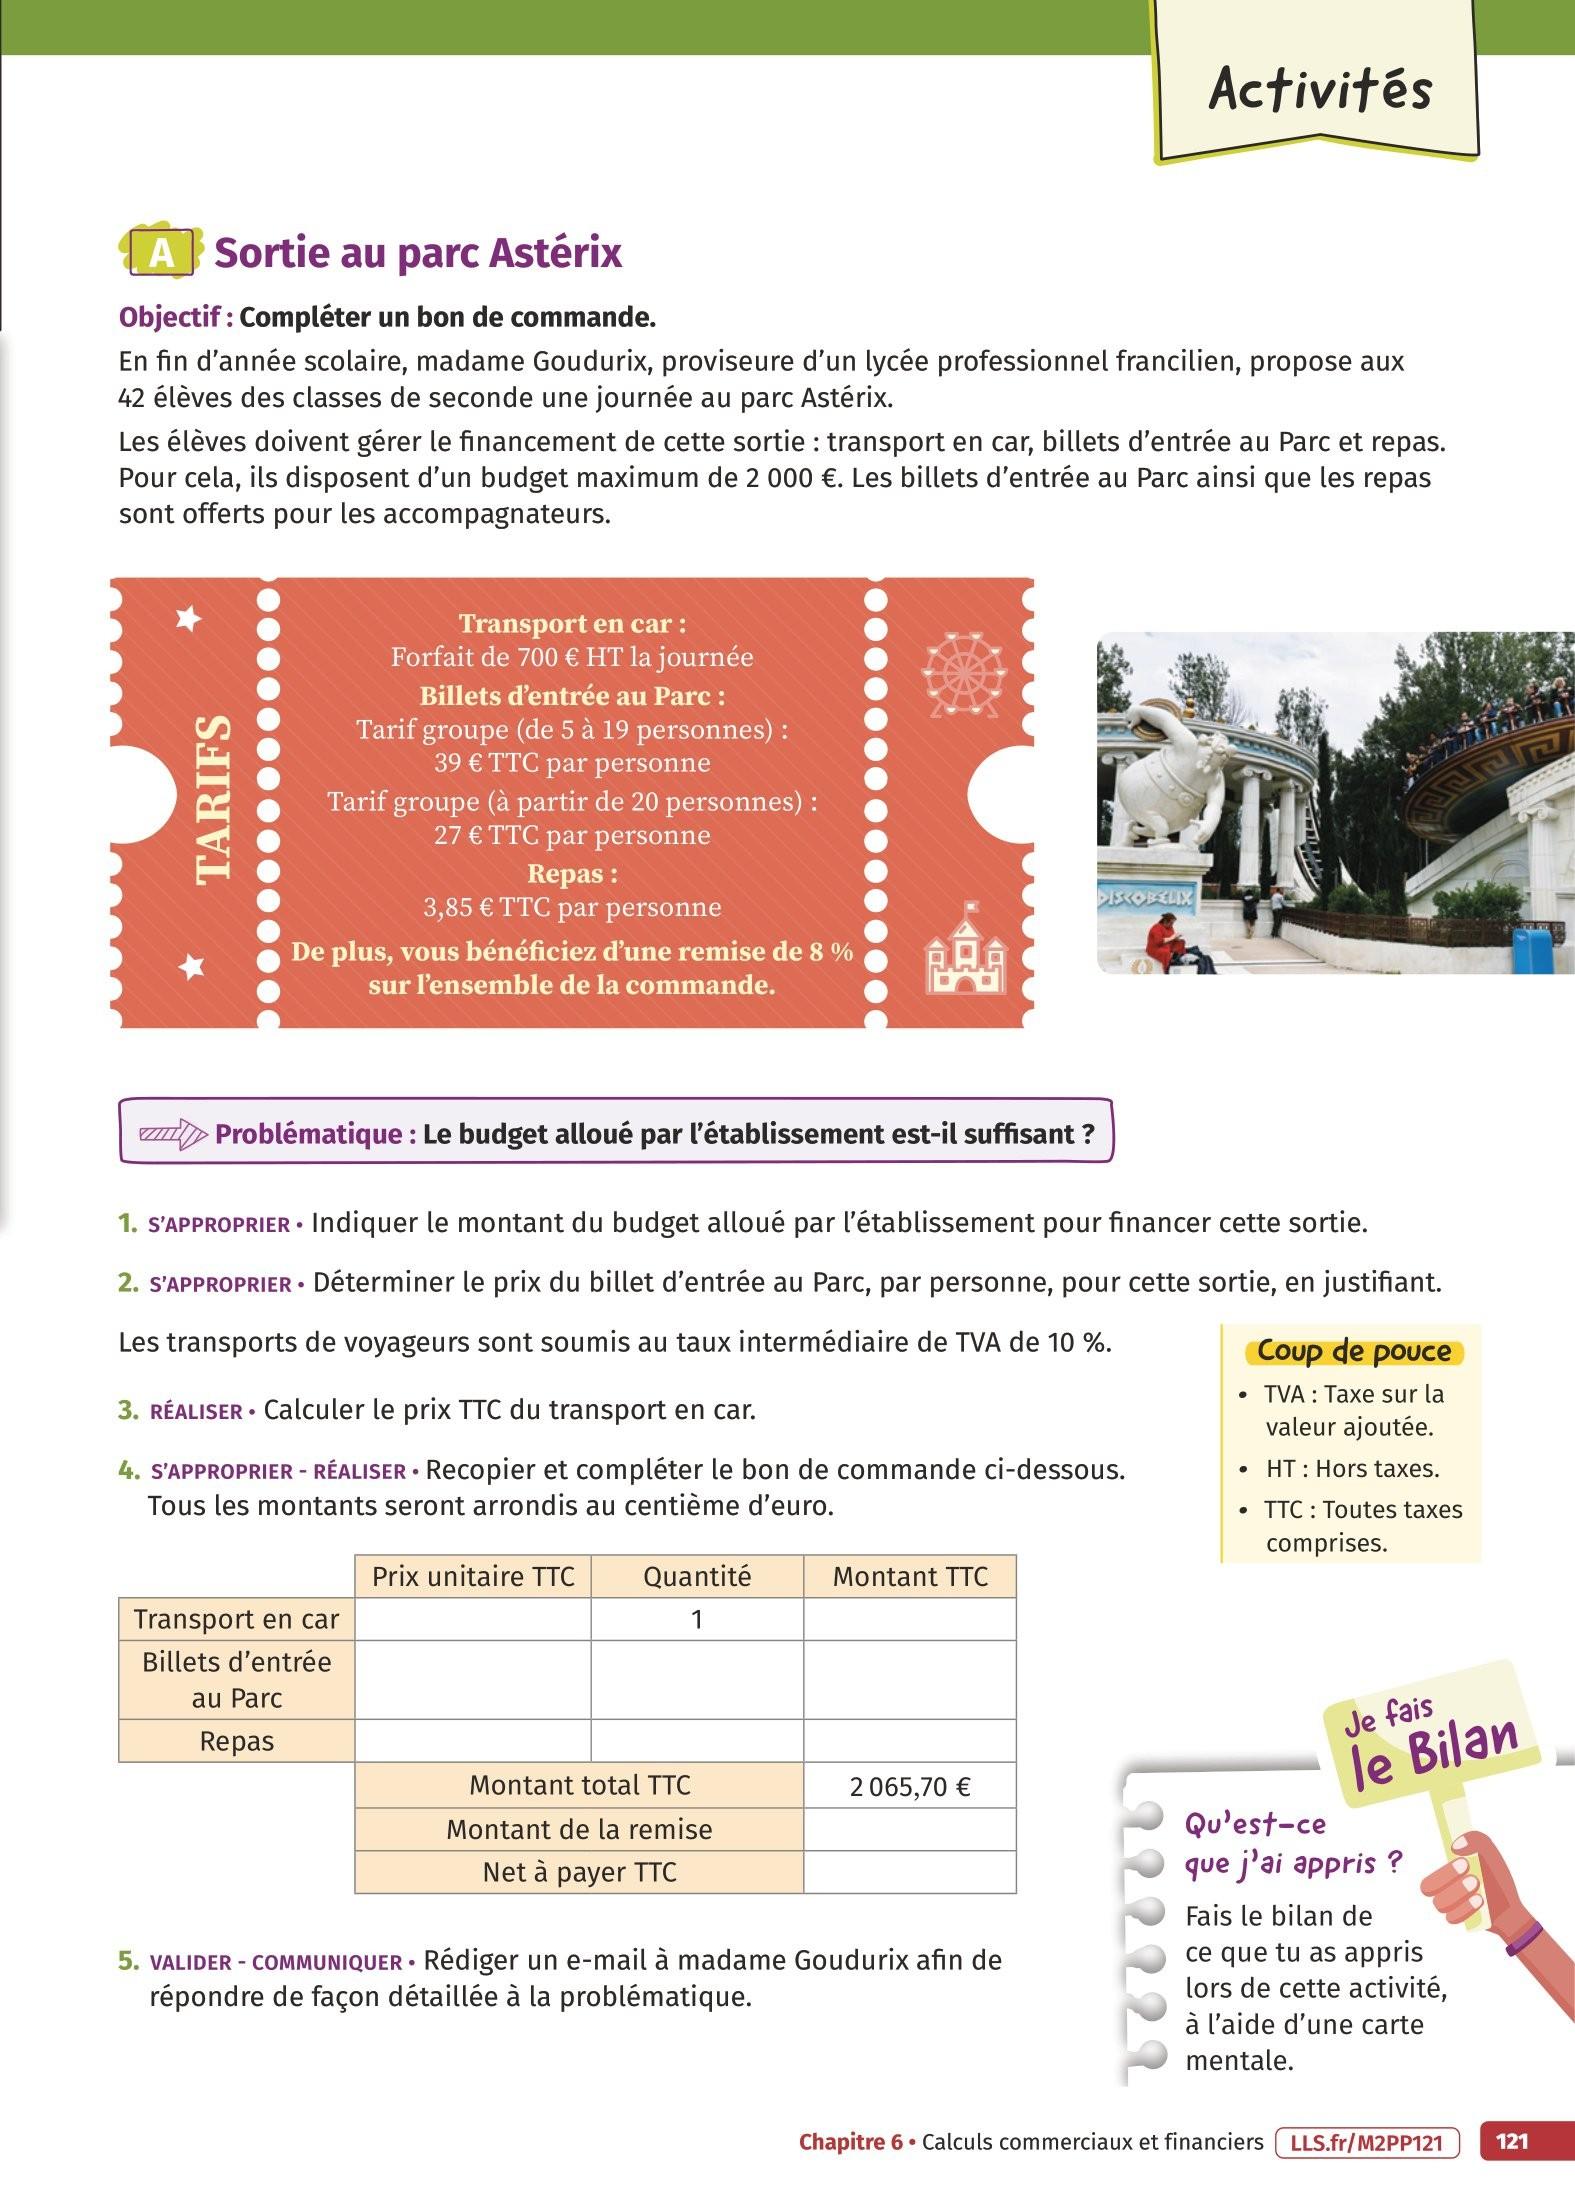 Activités
A Sortie au parc Astérix
Objectif : Compléter un bon de commande.
En fin d'année scolaire, madame Goudurix, proviseure d'un lycée professionnel francilien, propose aux
42 élèves des classes de seconde une journée au parc Astérix.
Les élèves doivent gérer le financement de cette sortie : transport en car, billets d'entrée au Parc et repas.
Pour cela, ils disposent d'un budget maximum de 2 000 €. Les billets d'entrée au Parc ainsi que les repas
sont offerts pour les accompagnateurs.
TARIFS
Transport en car :
Forfait de 700 € HT la journée
Billets d'entrée au Parc :
Tarif groupe (de 5 à 19 personnes) :
39 € TTC par personne
Tarif groupe (à partir de 20 personnes) :
27 € TTC par personne
Repas :
3,85 € TTC par personne
De plus, vous bénéficiez d'une remise de 8 %
sur l'ensemble de la commande.
DISCOBELIX
Problématique : Le budget alloué par l'établissement est-il suffisant ?
1. S'APPROPRIER • Indiquer le montant du budget alloué par l'établissement pour financer cette sortie.
2. S'APPROPRIER • Déterminer le prix du billet d'entrée au Parc, par personne, pour cette sortie, en justifiant.
Les transports de voyageurs sont soumis au taux intermédiaire de TVA de 10 %.
3. RÉALISER • Calculer le prix TTC du transport en car.
4. S'APPROPRIER - RÉALISER • Recopier et compléter le bon de commande ci-dessous.
Tous les montants seront arrondis au centième d'euro.
Coup de pouce
• TVA : Taxe sur la
valeur ajoutée.
• HT : Hors taxes.
• TTC : Toutes taxes
comprises.
Prix unitaire TTC Quantité Montant TTC
Transport en car 1
Billets d'entrée
au Parc
Repas
Montant total TTC 2 065,70 €
Montant de la remise
Net à payer TTC
5. VALIDER - COMMUNIQUER • Rédiger un e-mail à madame Goudurix afin de
répondre de façon détaillée à la problématique.
Je fais
le Bilan
Qu'est-ce
que j'ai appris ?
Fais le bilan de
ce que tu as appris
lors de cette activité,
à l'aide d'une carte
mentale.
Chapitre 6 • Calculs commerciaux et financiers LLS.fr/M2PP121 121